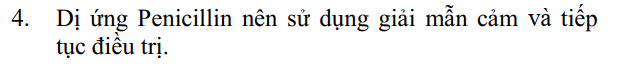 4. Dị ứng Penicillin nên sử dụng giải mẫn cảm và tiếp
tục điều trị.